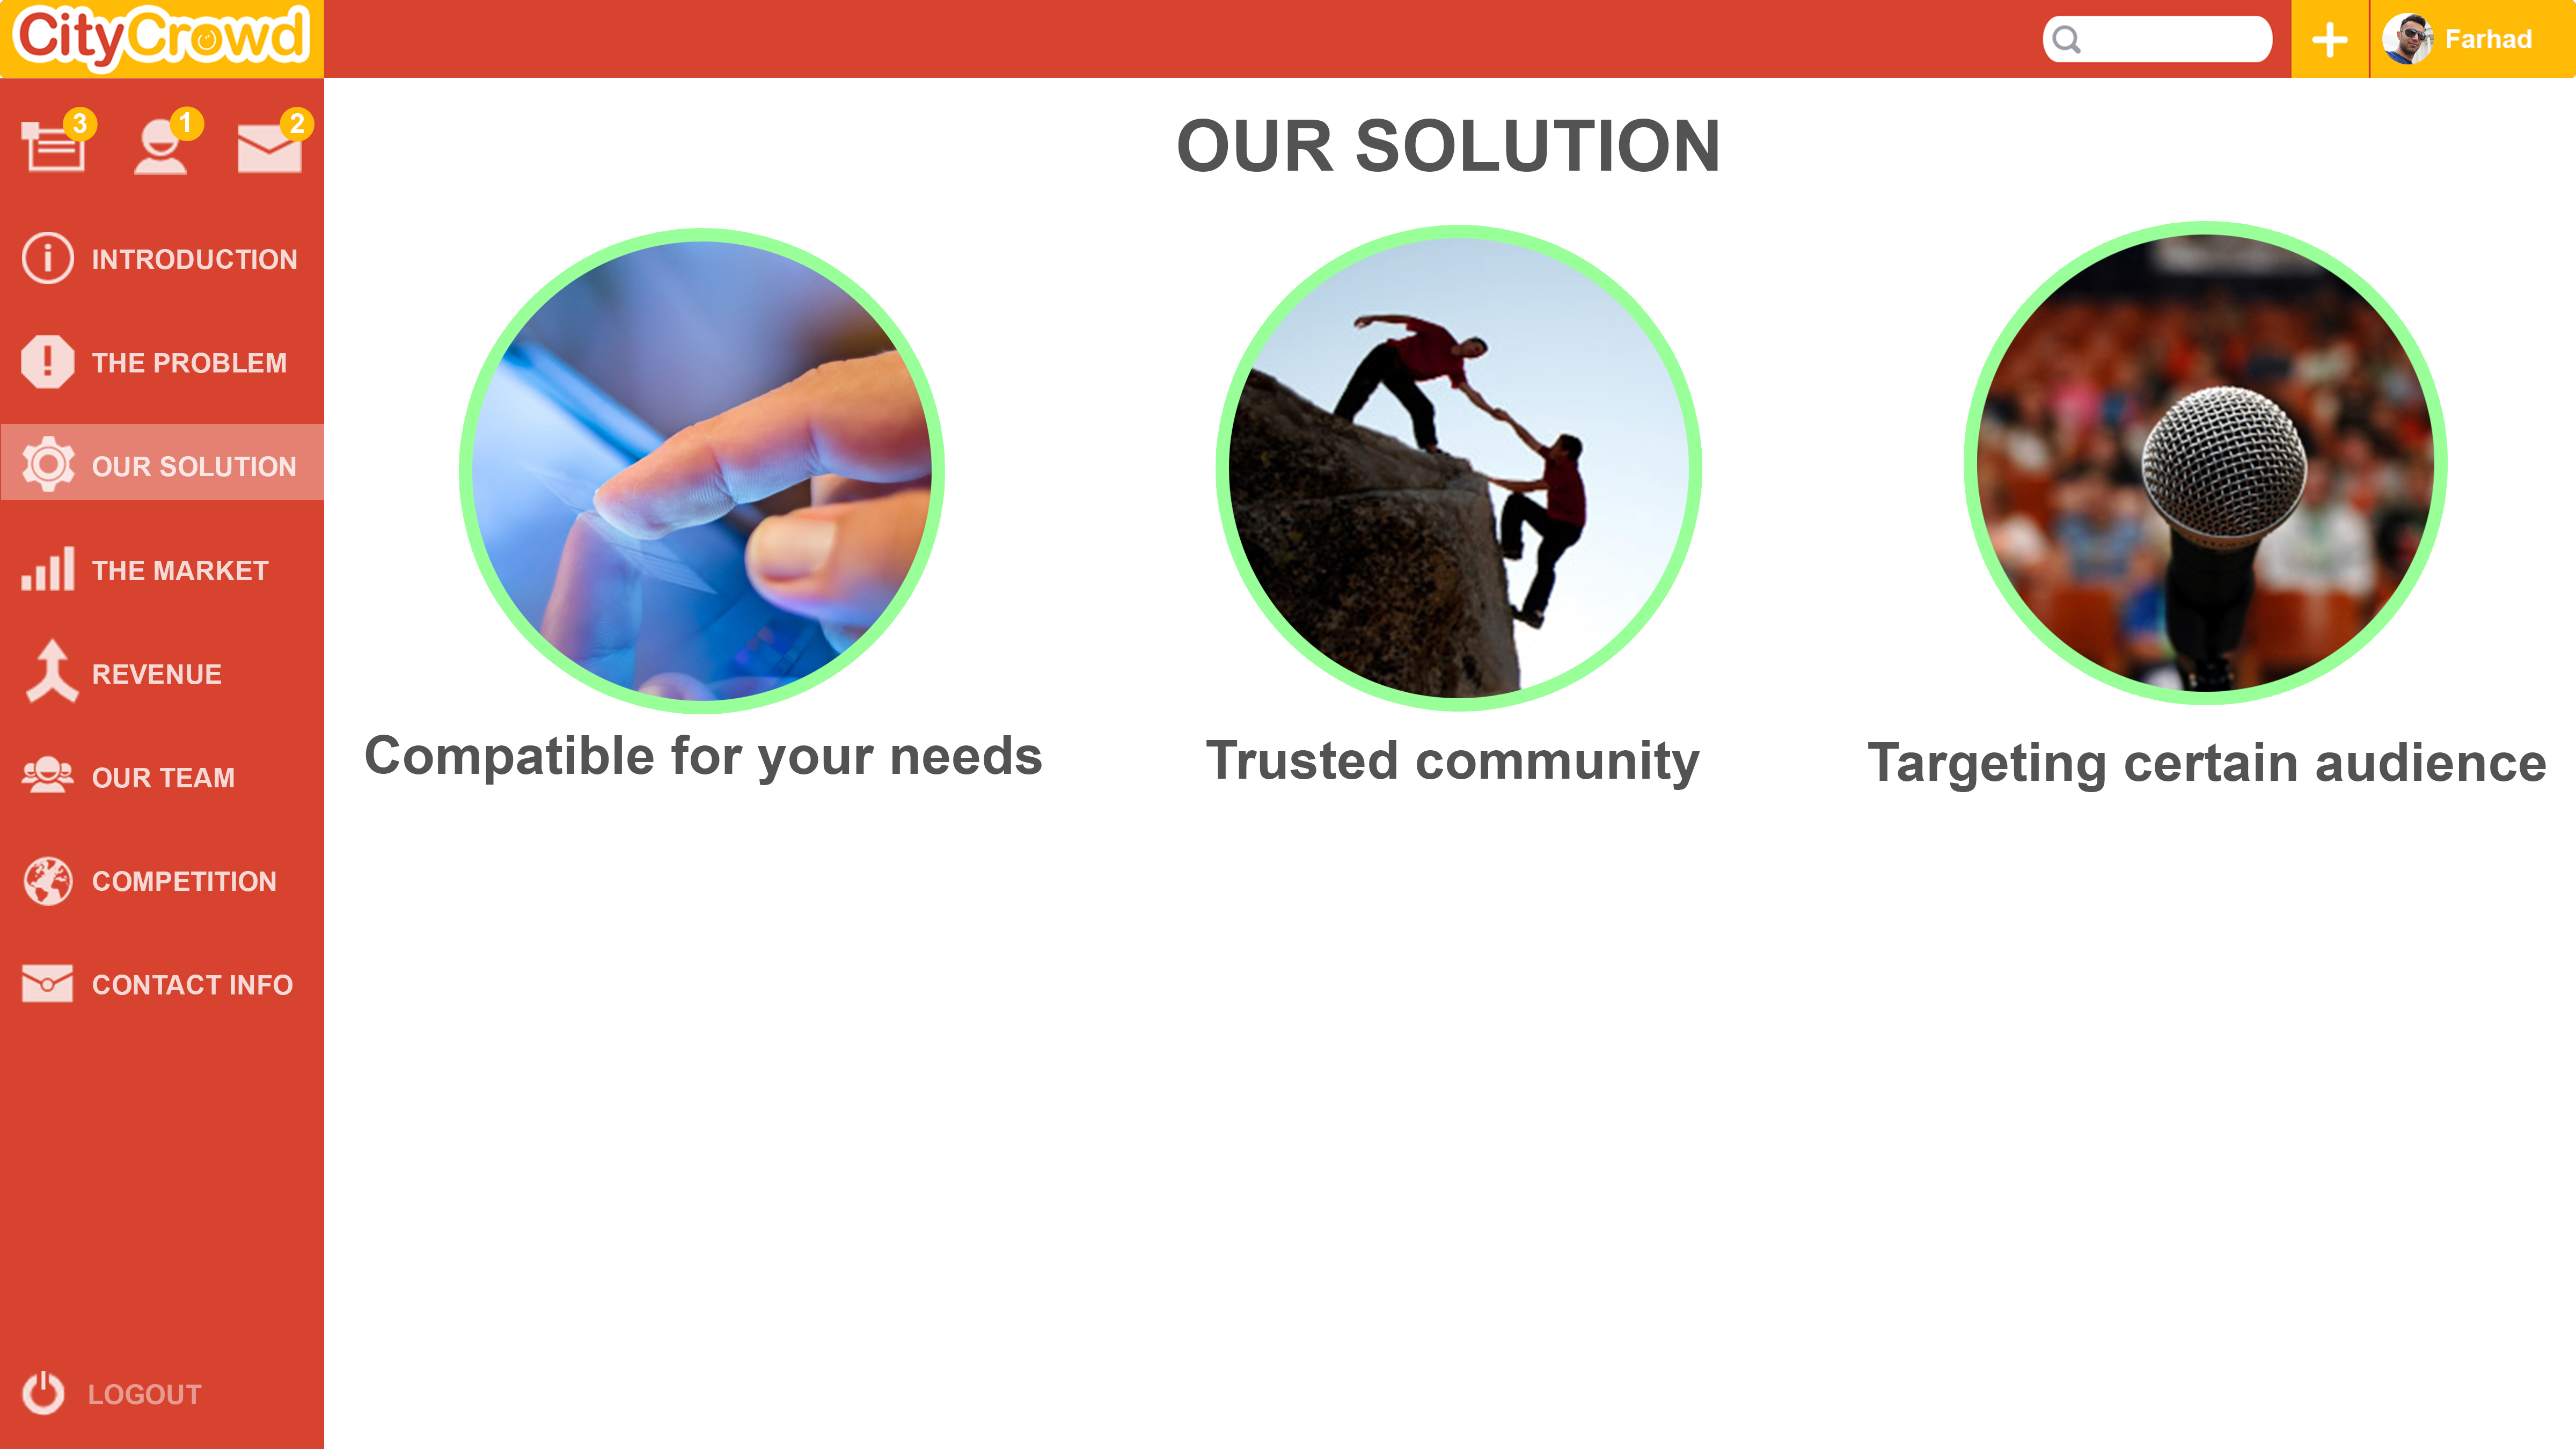 CityCrowd
Farhad
3
1
2
INTRODUCTION
THE PROBLEM
OUR SOLUTION
THE MARKET
REVENUE
OUR TEAM
COMPETITION
CONTACT INFO
LOGOUT
OUR SOLUTION
Compatible for your needs
Trusted community
Targeting certain audience